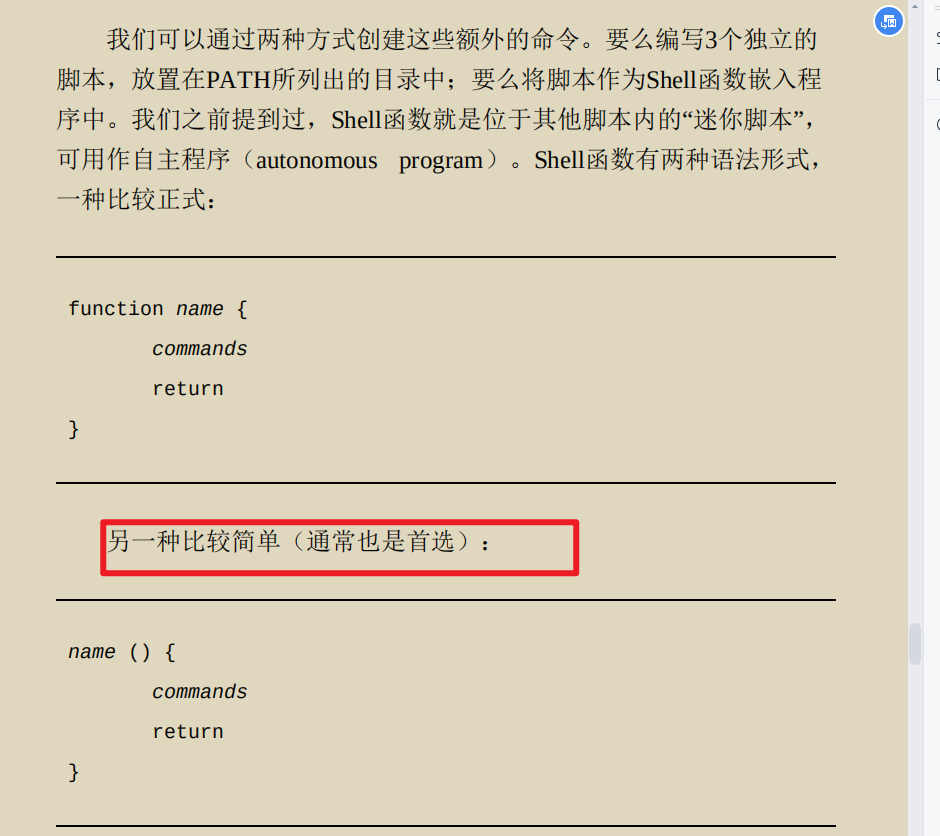 我们可以通过两种方式创建这些额外的命令。要么编写3个独立的
脚本，放置在PATH所列出的目录中；要么将脚本作为Shell函数嵌入程
序中。我们之前提到过，Shell函数就是位于其他脚本内的“迷你脚本”，
可用作自主程序（autonomous program）。Shell函数有两种语法形式，
一种比较正式：
function name {
commands
return
}
另一种比较简单（通常也是首选）：
name () {
commands
return
}